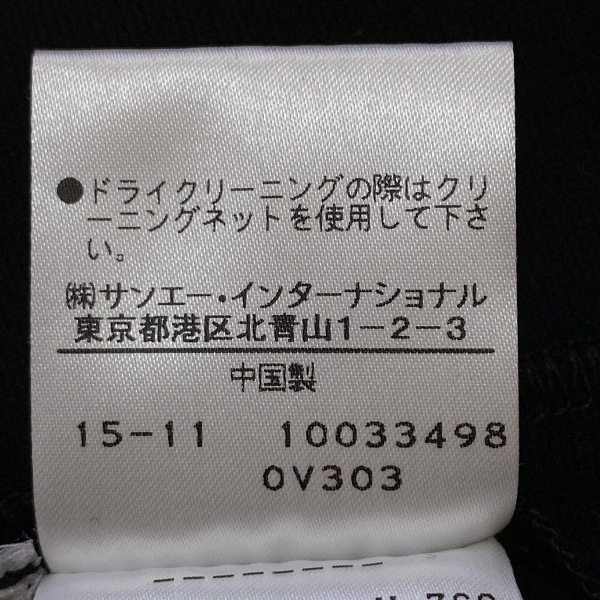 ●ドライクリーニングの際はクリ
ーニングネットを使用して下さ
い。
㈱サンエー・インターナショナル
東京都港区北青山1-2-3
中国製
15-11 10033498
0V303